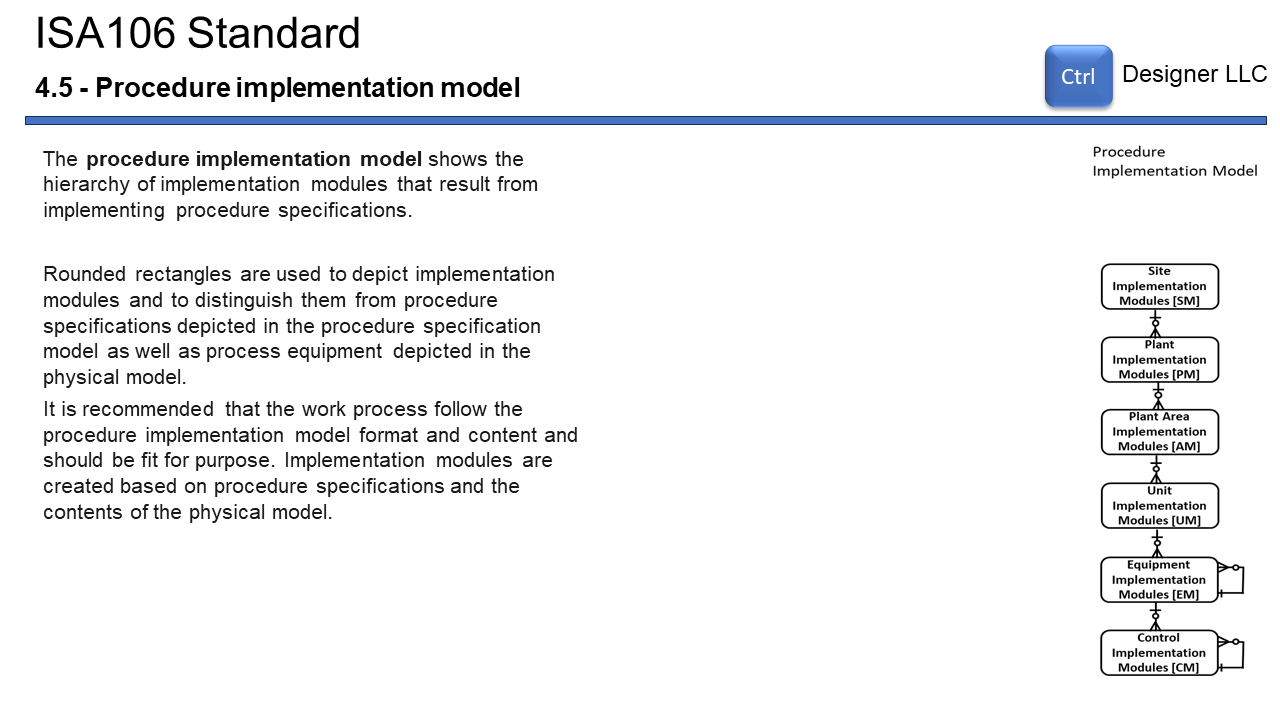 ISA106 Standard
4.5 - Procedure implementation model
Ctrl
Designer LLC
The procedure implementation model shows the
hierarchy of implementation modules that result from
implementing procedure specifications.
Rounded rectangles are used to depict implementation
modules and to distinguish them from procedure
specifications depicted in the procedure specification
model as well as process equipment depicted in the
physical model.
It is recommended that the work process follow the
procedure implementation model format and content and
should be fit for purpose. Implementation modules are
created based on procedure specifications and the
contents of the physical model.
Procedure
Implementation Model
Site
Implementation
Modules [SM]
Plant
Implementation
Modules [PM]
Plant Area
Implementation
Modules [AM]
Unit
Implementation
Modules [UM]
Equipment
Implementation
Modules [EM]
Control
Implementation
Modules [CM]